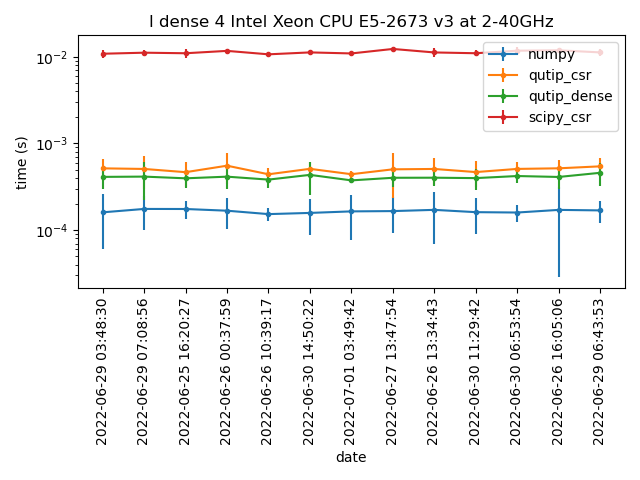 I dense 4 Intel Xeon CPU E5-2673 v3 at 2-40GHz
time (s)
10⁻²
10⁻³
10⁻⁴
numpy
qutip_csr
qutip_dense
scipy_csr
2022-06-29 03:48:30
2022-06-29 07:08:56
2022-06-25 16:20:27
2022-06-26 00:37:59
2022-06-26 10:39:17
2022-06-30 14:50:22
2022-07-01 03:49:42
2022-06-27 13:47:54
2022-06-26 13:34:43
2022-06-30 11:29:42
2022-06-30 06:53:54
2022-06-26 16:05:06
2022-06-29 06:43:53
date